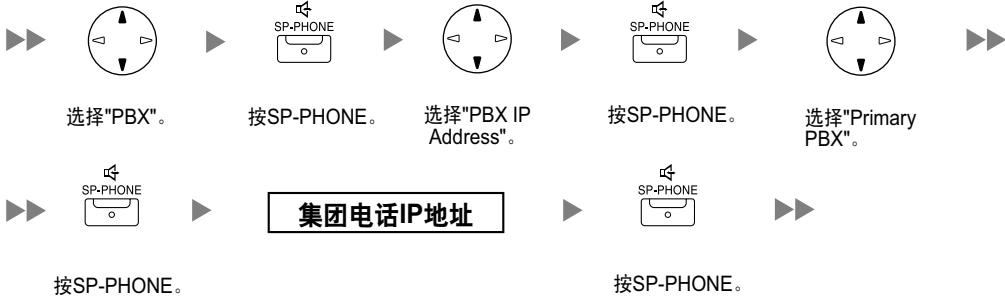 SP-PHONE
SP-PHONE
选择"PBX"。
按SP-PHONE。
选择"PBX IP
Address"。
按SP-PHONE。
选择"Primary
PBX"。
SP-PHONE
集团电话IP地址
SP-PHONE
按SP-PHONE。
按SP-PHONE。